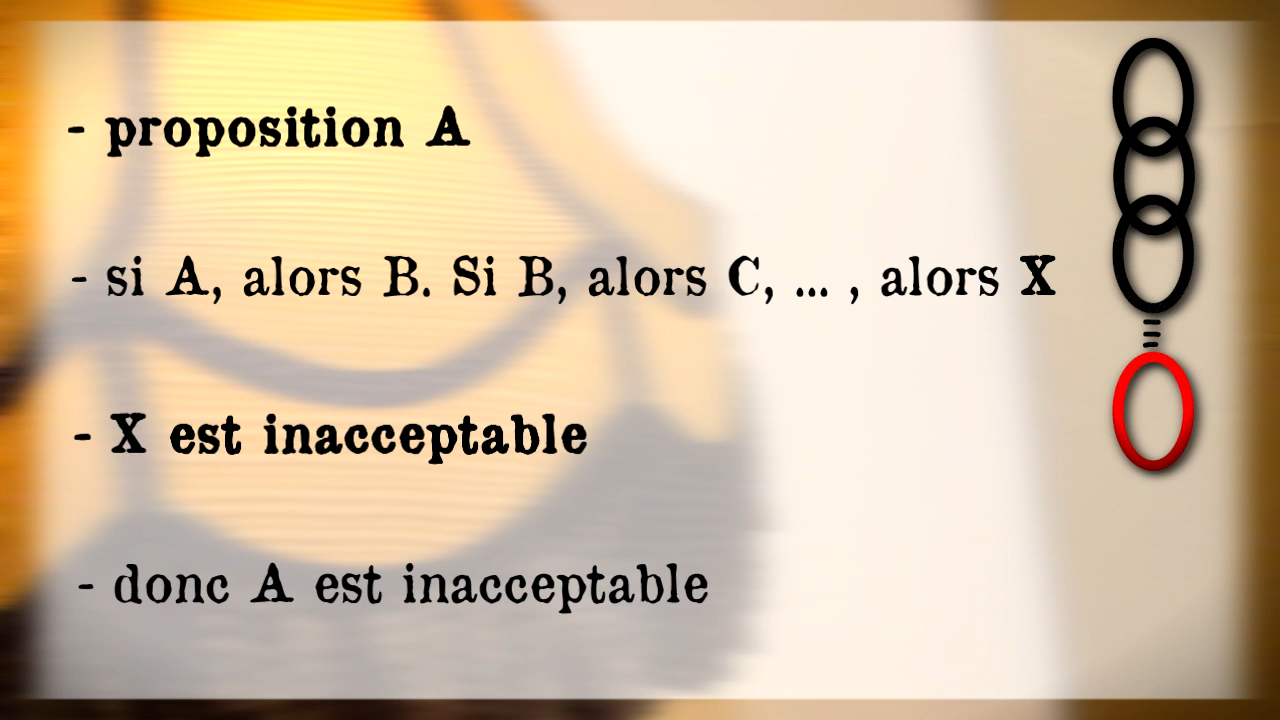 - proposition A
- si A, alors B. Si B, alors C, ... , alors X
- X est inacceptable
- donc A est inacceptable